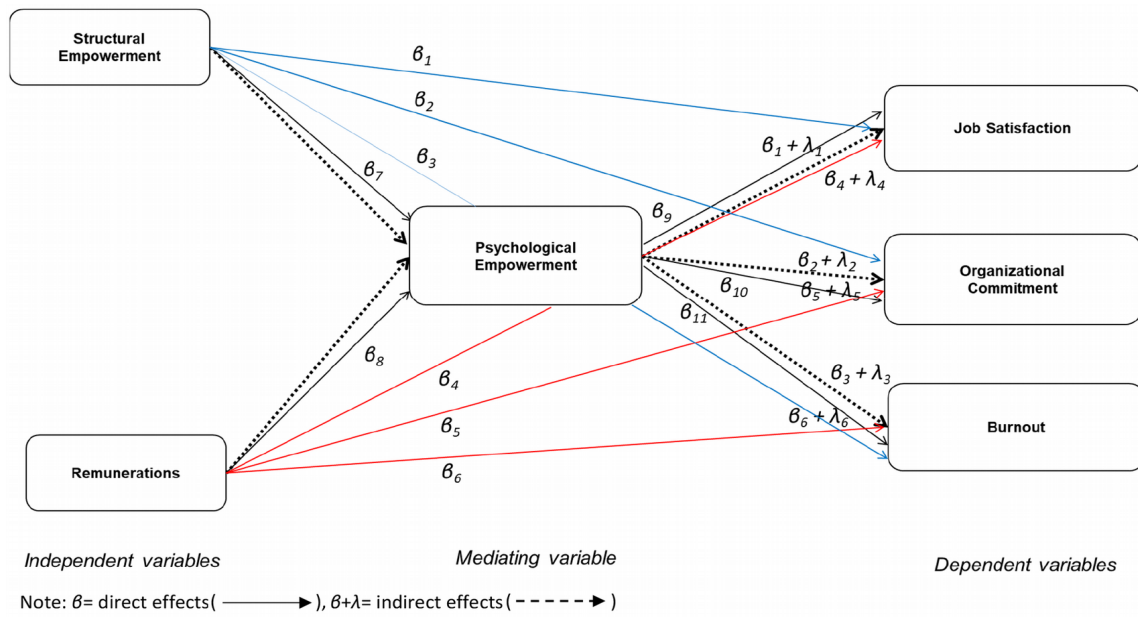 Structural
Empowerment
β1
β2
β3
β7
Job Satisfaction
β1 + λ1
β4 + λ4
β9
Psychological
Empowerment
β2 + λ2
β10
β5 + λ5
Organizational
Commitment
β11
β8
β4
β3 + λ3
β5
β6 + λ6
Burnout
Remunerations
β6
Independent variables
Mediating variable
Dependent variables
Note: β= direct effects( ), β+λ= indirect effects( )